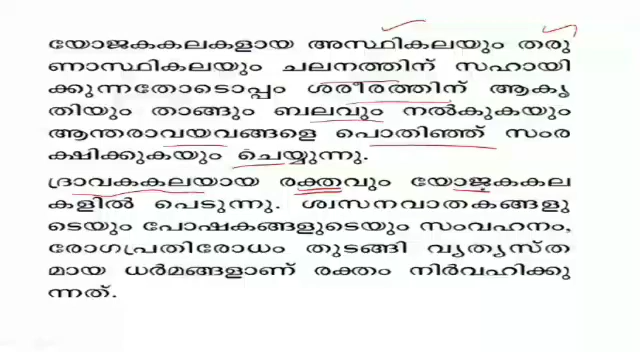 യോജകകലകളായ അസ്ഥികലയും തരു
ണാസ്ഥികലയും ചലനത്തിന് സഹായി
ക്കുന്നതോടൊപ്പം ശരീരത്തിന് ആകൃ
തിയും താങ്ങും ബലവും നൽകുകയും
ആന്തരാവയവങ്ങളെ പൊതിഞ്ഞ് സംര
ക്ഷിക്കുകയും ചെയ്യുന്നു.
ദ്രാവകകലയായ രക്തവും യോജകകല
കളിൽ പെടുന്നു. ശ്വസനവാതകങ്ങളു
ടെയും പോഷകങ്ങളുടെയും സംവഹനം,
രോഗപ്രതിരോധം തുടങ്ങി വ്യത്യസ്ത
മായ ധർമങ്ങളാണ് രക്തം നിർവഹിക്കു
ന്നത്.